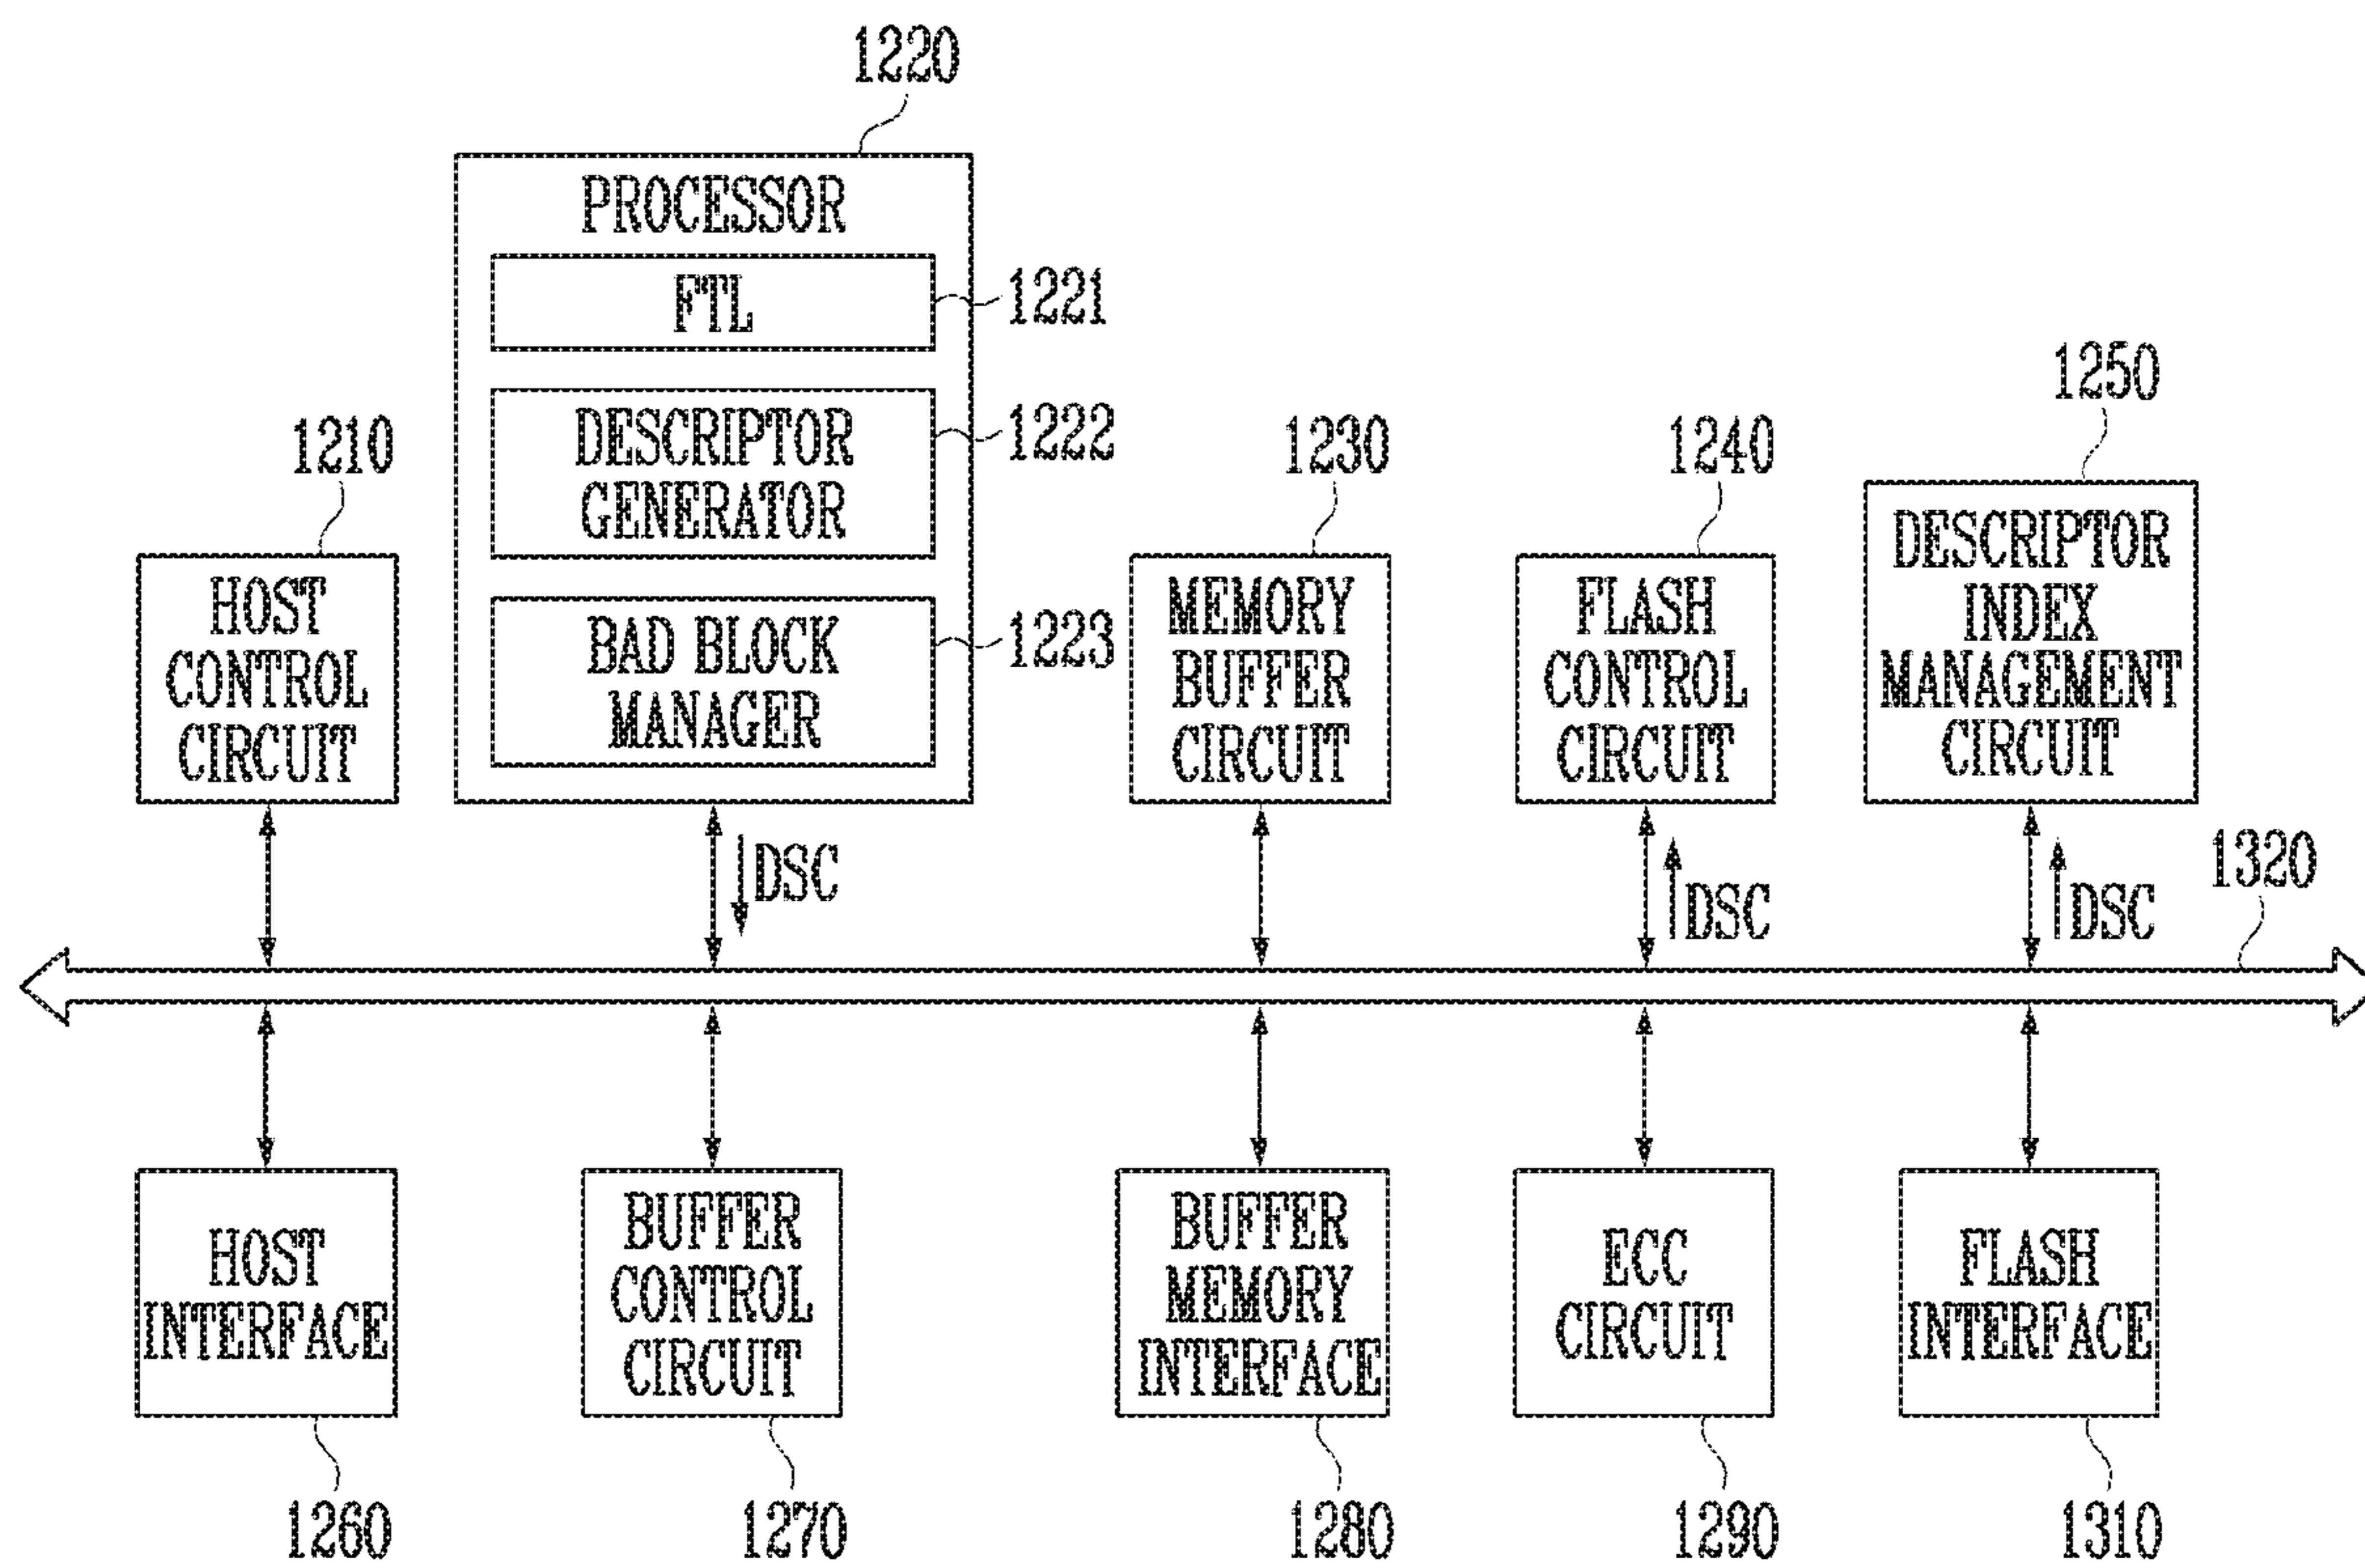 1220
PROCESSOR
FTL
1221
1250
DESCRIPTOR
GENERATOR
1222
1210
1230
1240
DESCRIPTOR
INDEX
MANAGEMENT
CIRCUIT
HOST
CONTROL
CIRCUIT
BAD BLOCK
MANAGER
1223
MEMORY
BUFFER
CIRCUIT
FLASH
CONTROL
CIRCUIT
DSC
DSC
DSC
1320
HOST
INTERFACE
BUFFER
CONTROL
CIRCUIT
BUFFER
MEMORY
INTERFACE
ECC
CIRCUIT
FLASH
INTERFACE
1260
1270
1280
1290
1310